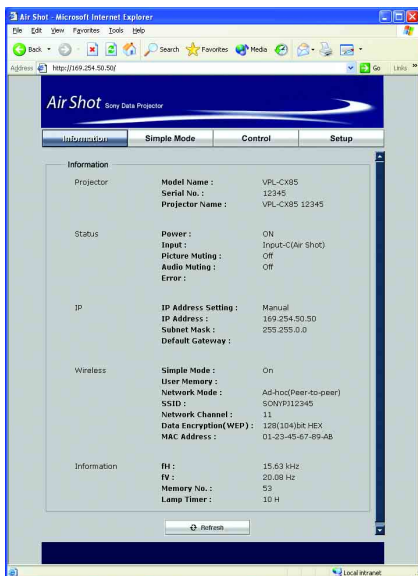 Air Shot - Microsoft Internet Explorer
File Edit View Favorites Tools Help
Back Search Favorites Media
Address http://169.254.50.50/ Go Links »
Air Shot Sony Data Projector
Information Simple Mode Control Setup
Information
Projector Model Name : VPL-CX85
Serial No. : 12345
Projector Name : VPL-CX85 12345
Status Power : ON
Input : Input-C(Air Shot)
Picture Muting : Off
Audio Muting : Off
Error :
IP IP Address Setting : Manual
IP Address : 169.254.50.50
Subnet Mask : 255.255.0.0
Default Gateway :
Wireless Simple Mode : On
User Memory :
Network Mode : Ad-hoc(Peer-to-peer)
SSID : SONYPJ12345
Network Channel : 11
Data Encryption(WEP) : 128(104)bit HEX
MAC Address : 01-23-45-67-89-AB
Information fH : 15.63 kHz
fV : 20.08 Hz
Memory No. : 53
Lamp Timer : 10 H
Refresh
Local intranet